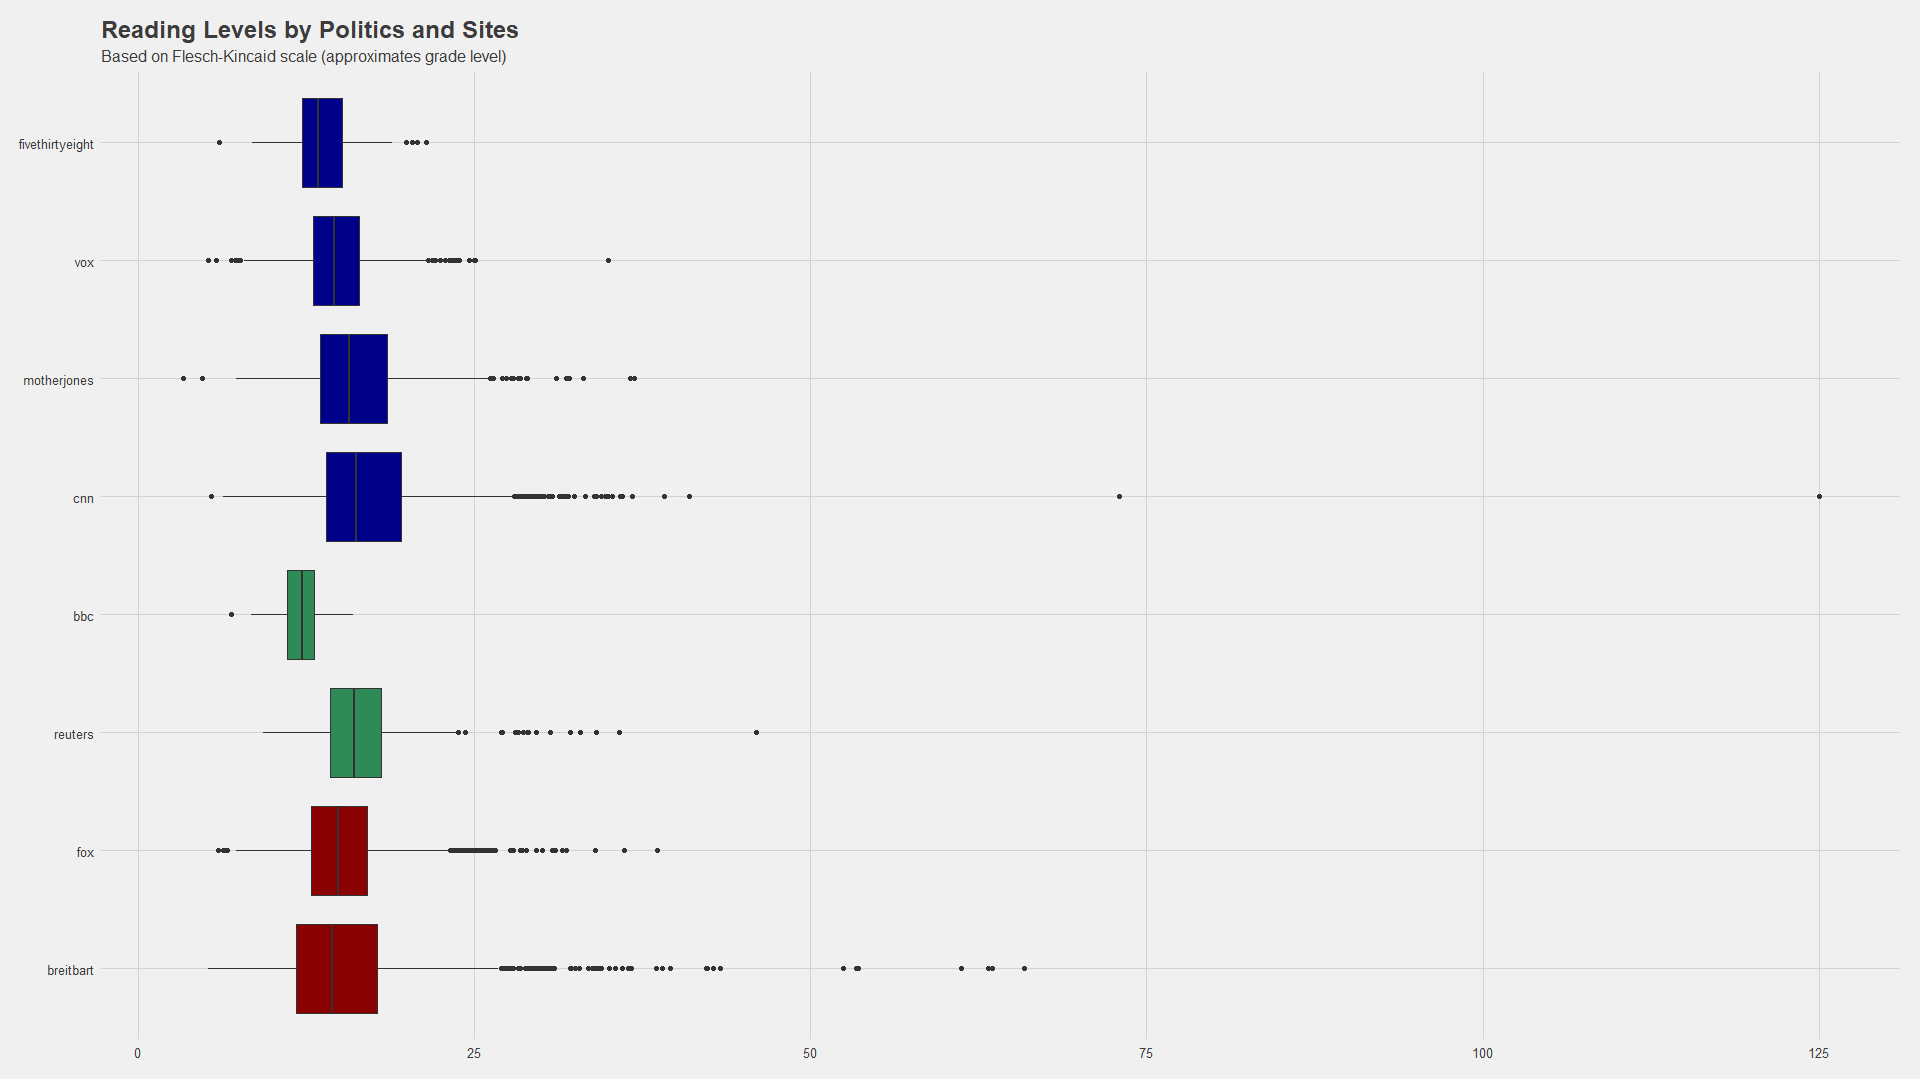 Reading Levels by Politics and Sites
Based on Flesch-Kincaid scale (approximates grade level)
fivethirtyeight
vox
motherjones
cnn
bbc
reuters
fox
breitbart
0 25 50 75 100 125